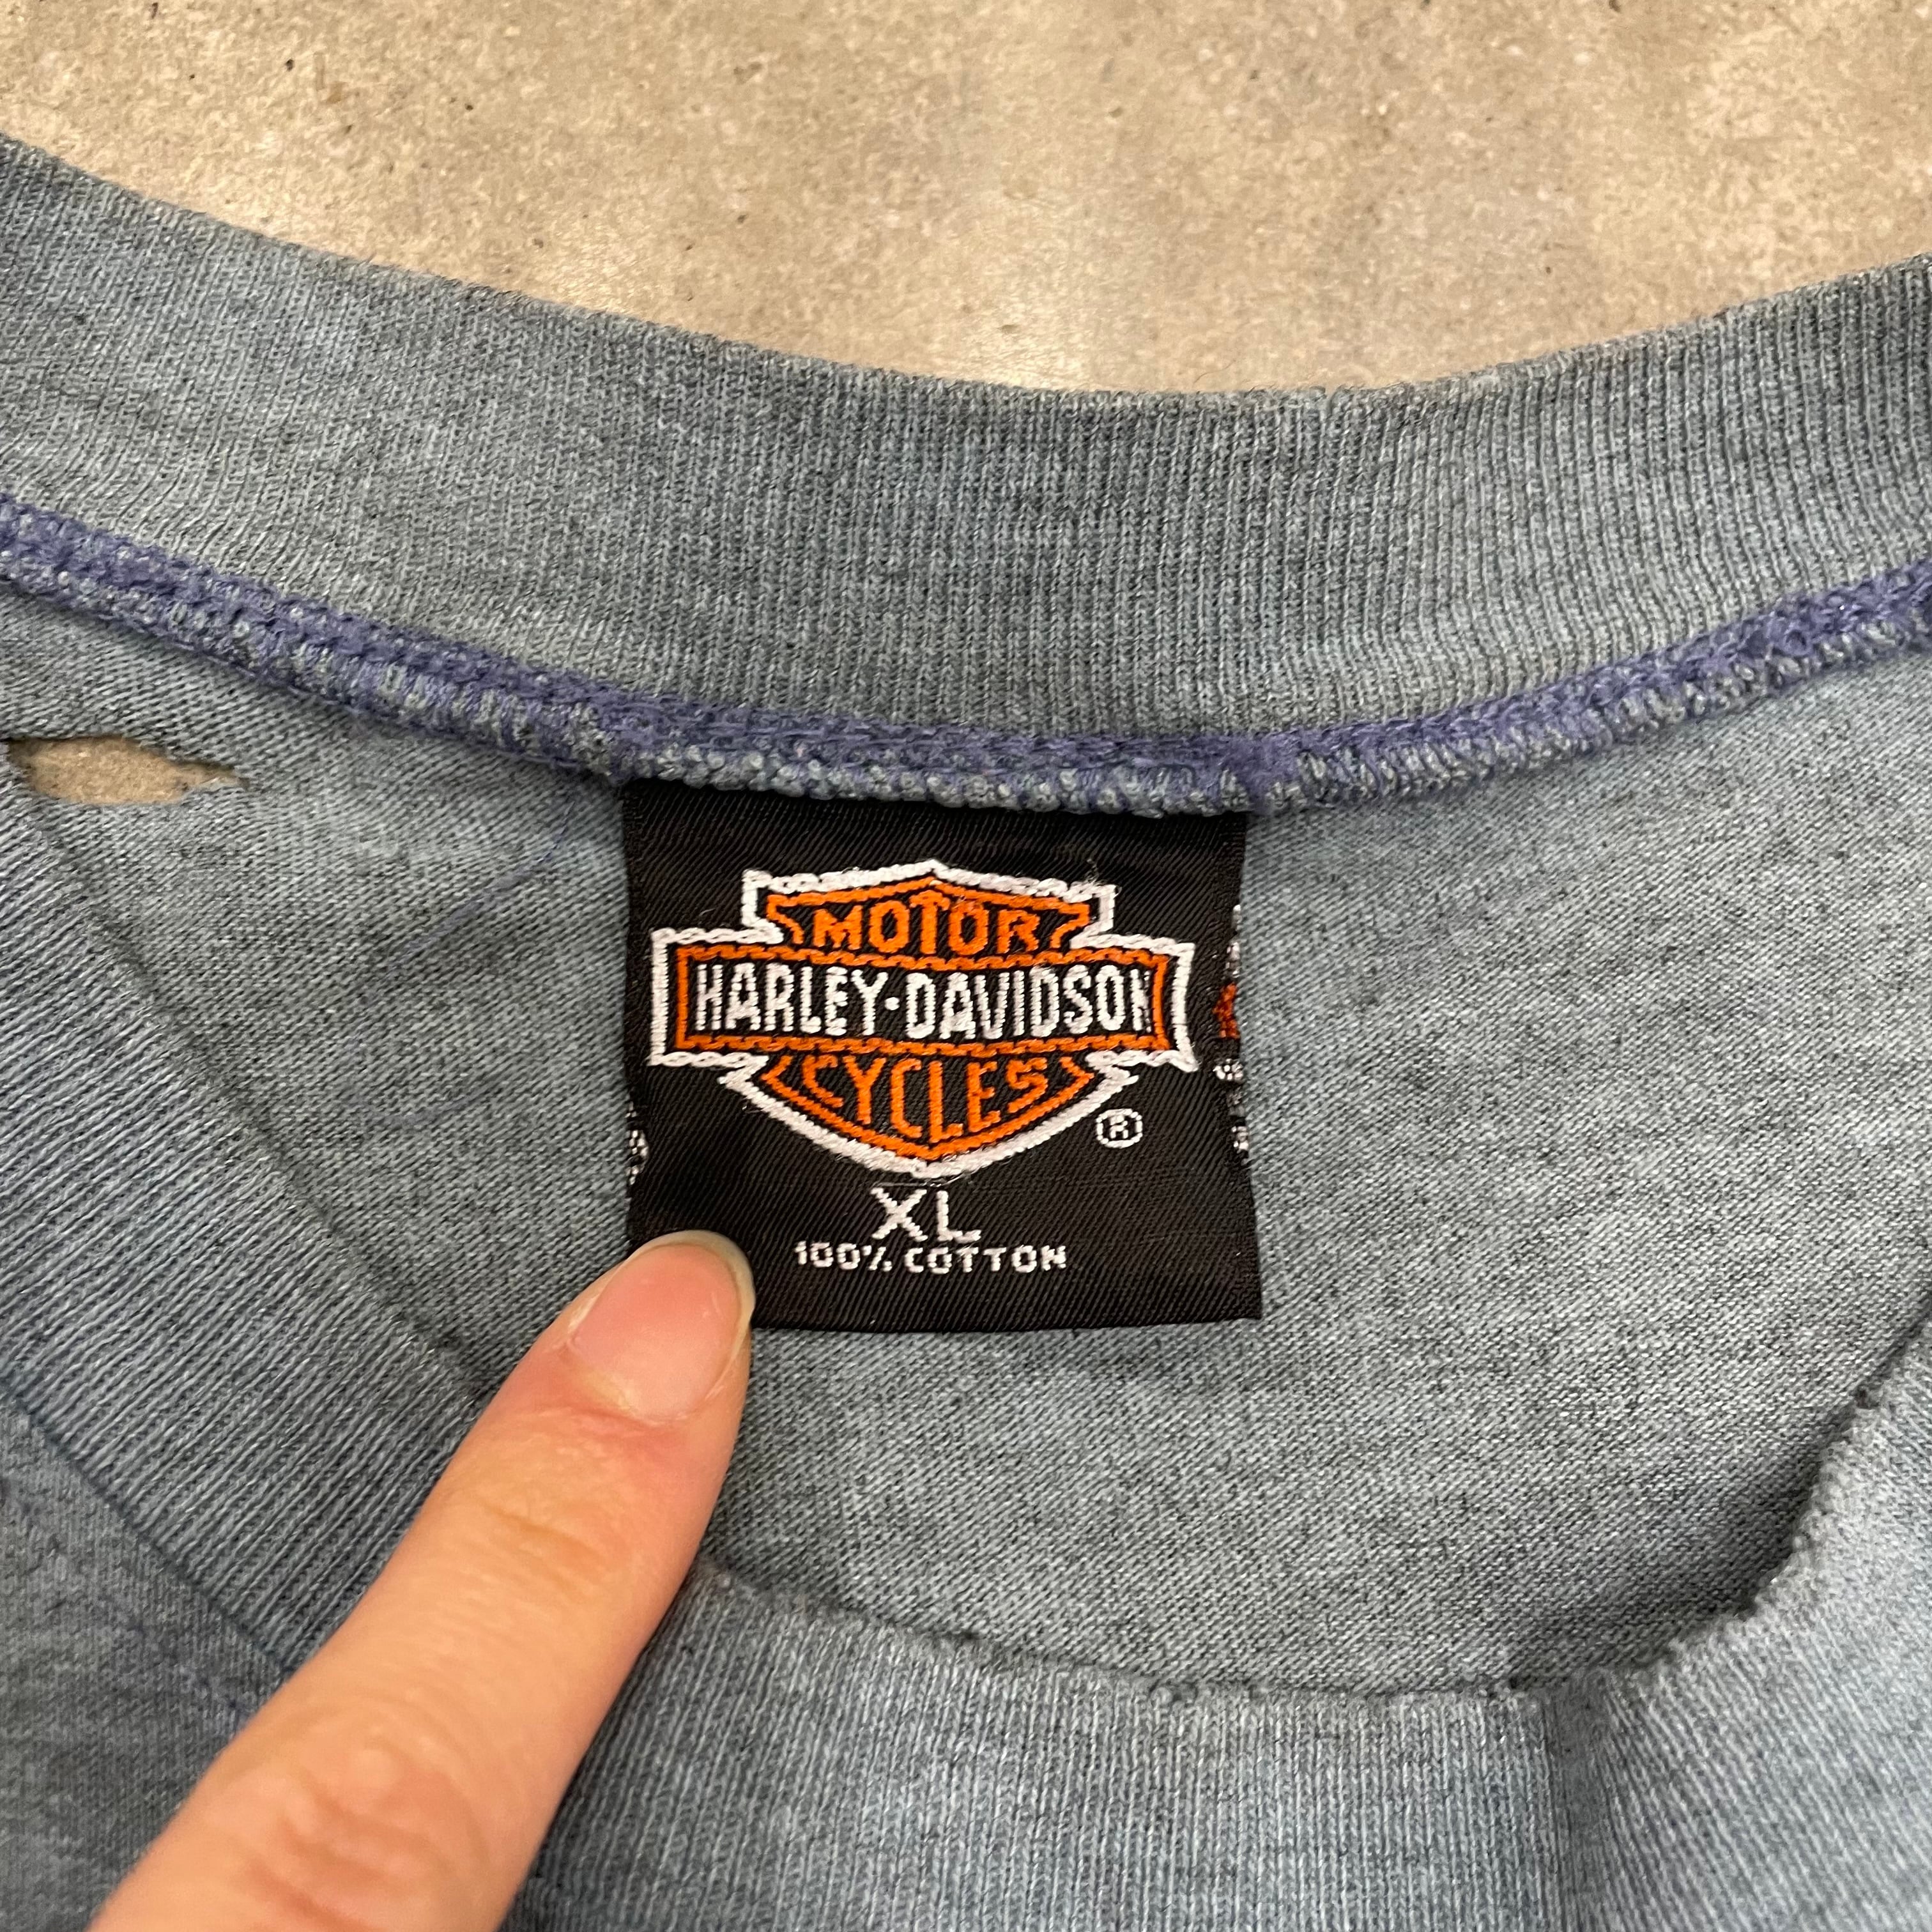 MOTOR
HARLEY-DAVIDSON
CYCLES
®
XL
100% COTTON